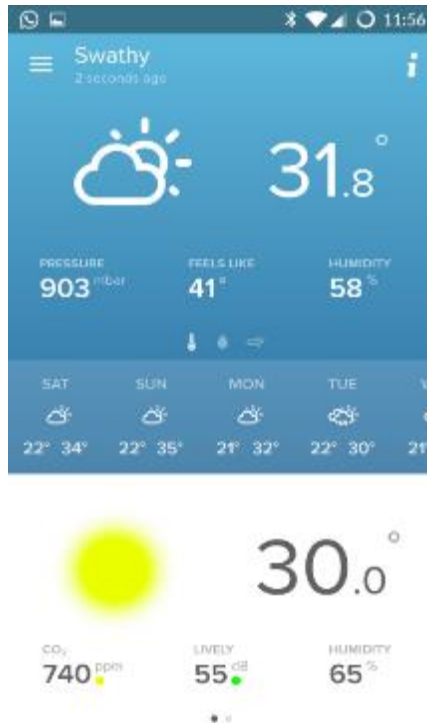 11:56
Swathy
2 seconds ago
i
31.8°
PRESSURE FEELS LIKE HUMIDITY
903 mbar 41° 58 %
SAT SUN MON TUE
22° 34° 22° 35° 21° 32° 22° 30° 21°
30.0°
CO₂ LIVELY HUMIDITY
740 ppm 55 dB 65 %